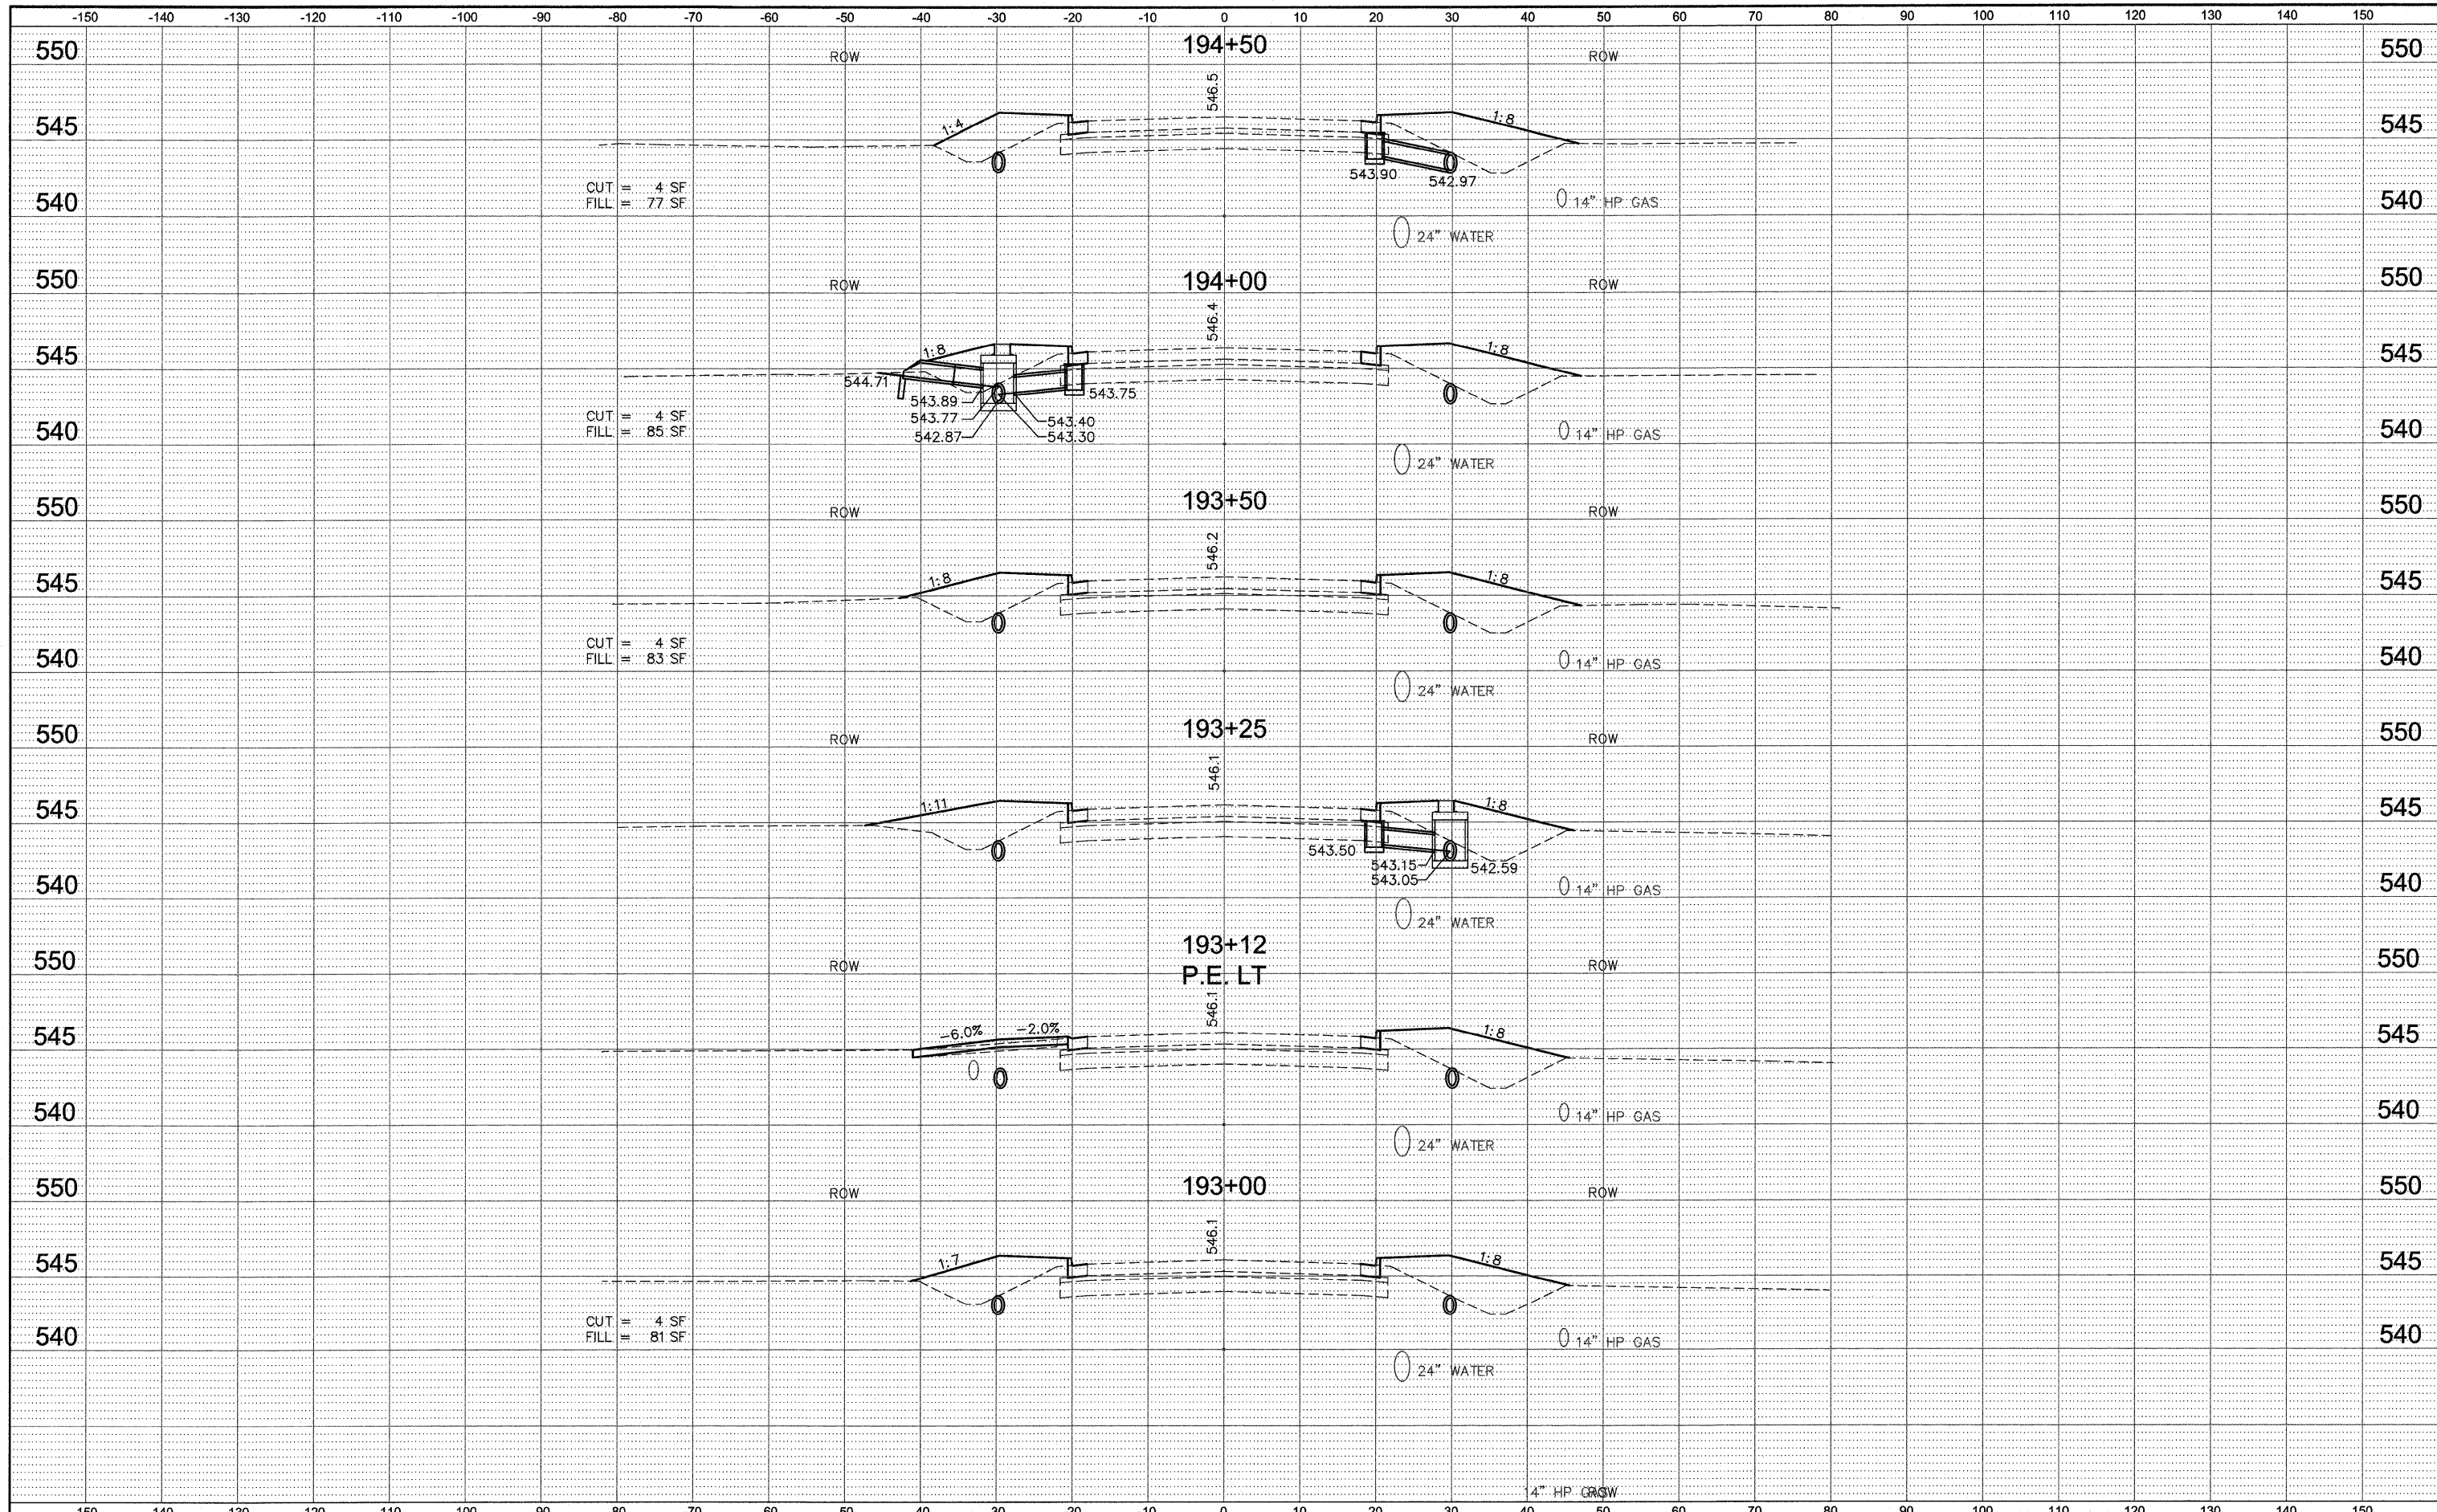 -150 -140 -130 -120 -110 -100 -90 -80 -70 -60 -50 -40 -30 -20 -10 0 10 20 30 40 50 60 70 80 90 100 110 120 130 140 150
194+50
550 ROW ROW 550
546.5
1:4 1:8
545 545
543.90 542.97
CUT = 4 SF
FILL = 77 SF
540 14" HP GAS 540
24" WATER
194+00
550 ROW ROW 550
546.4
1:8 1:8
545 545
544.71 543.89 543.75
543.77 543.40
542.87 543.30
CUT = 4 SF
FILL = 85 SF
540 14" HP GAS 540
24" WATER
193+50
550 ROW ROW 550
546.2
1:8 1:8
545 545
CUT = 4 SF
FILL = 83 SF
540 14" HP GAS 540
24" WATER
193+25
550 ROW ROW 550
546.1
1:11 1:8
545 545
543.50 543.15 542.59
543.05
540 14" HP GAS 540
24" WATER
193+12
P.E. LT
550 ROW ROW 550
546.1
-6.0% -2.0% 1:8
545 545
540 14" HP GAS 540
24" WATER
193+00
550 ROW ROW 550
546.1
1:7 1:8
545 545
CUT = 4 SF
FILL = 81 SF
540 14" HP GAS 540
24" WATER
14" HP GAS ROW